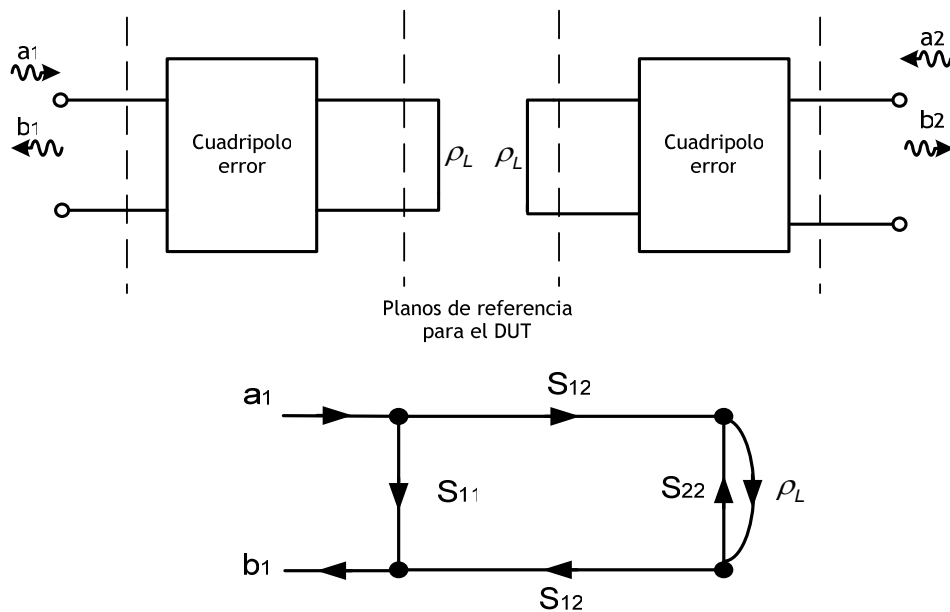 a1
a2
b1
b2
Cuadripolo
error
ρL
ρL
Cuadripolo
error
Planos de referencia
para el DUT
a1
S12
S11
S22
ρL
b1
S12